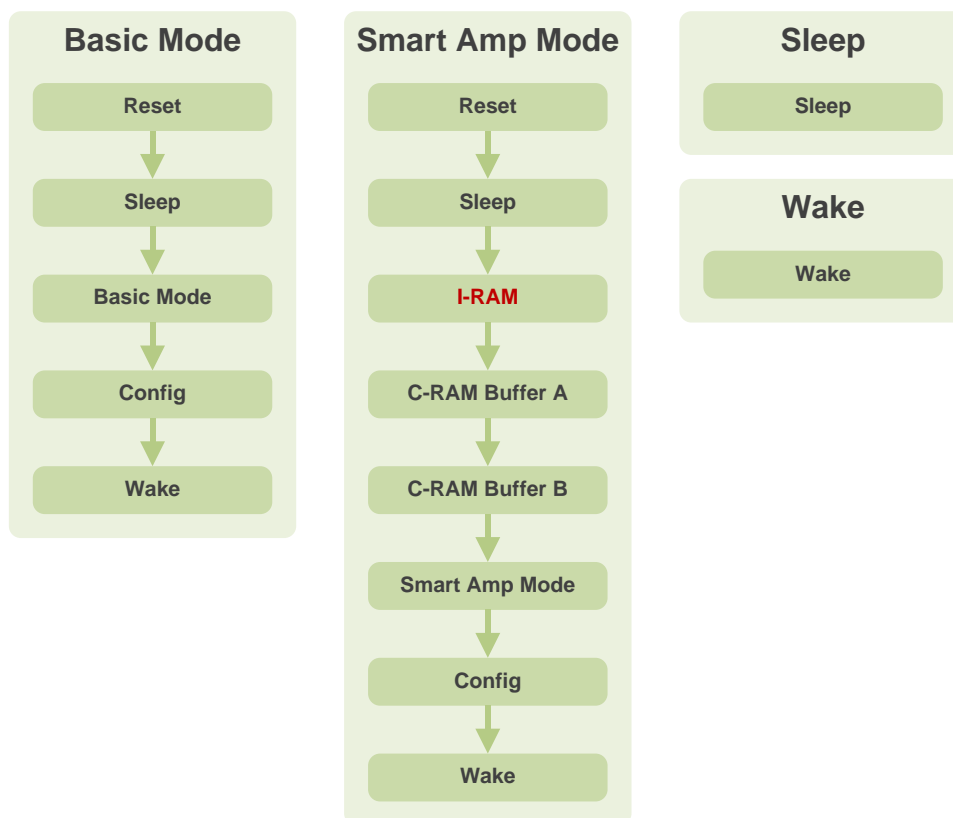 Basic Mode
Reset
Sleep
Basic Mode
Config
Wake
Smart Amp Mode
Reset
Sleep
I-RAM
C-RAM Buffer A
C-RAM Buffer B
Smart Amp Mode
Config
Wake
Sleep
Sleep
Wake
Wake